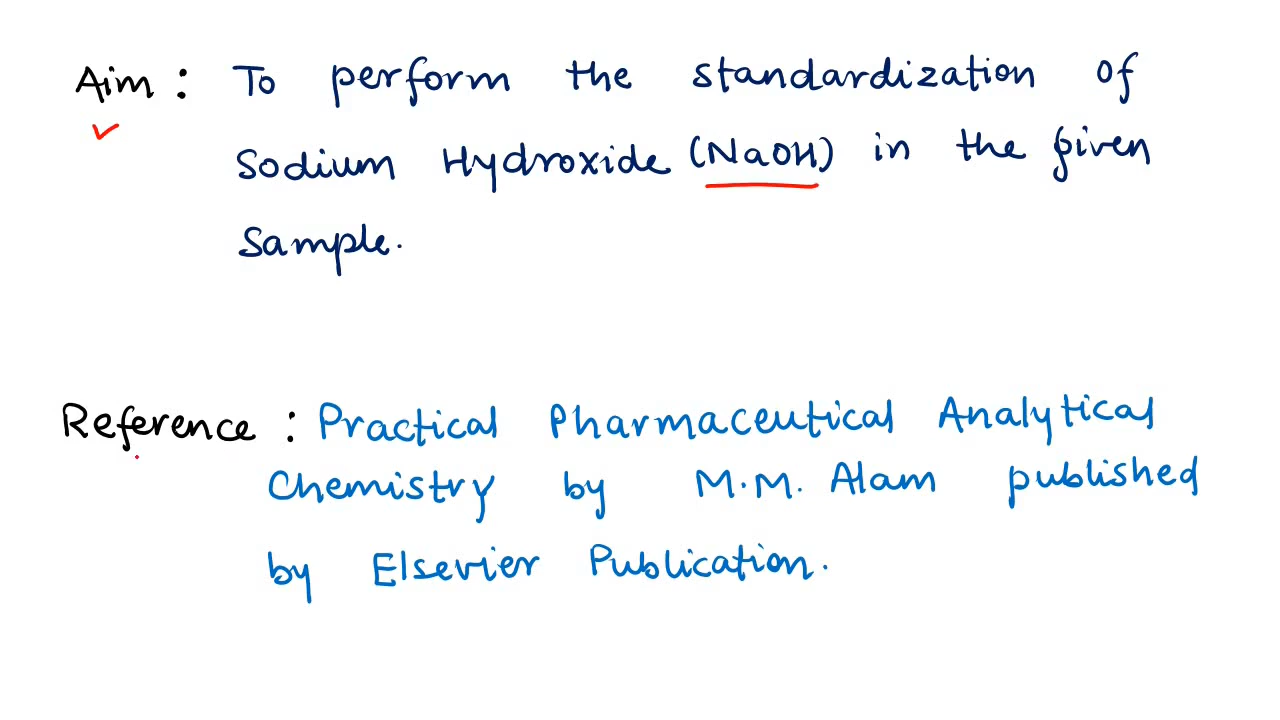 Aim : To perform the standardization of
Sodium Hydroxide (NaOH) in the given
Sample.
Reference : Practical Pharmaceutical Analytical
Chemistry by M.M. Alam published
by Elsevier Publication.